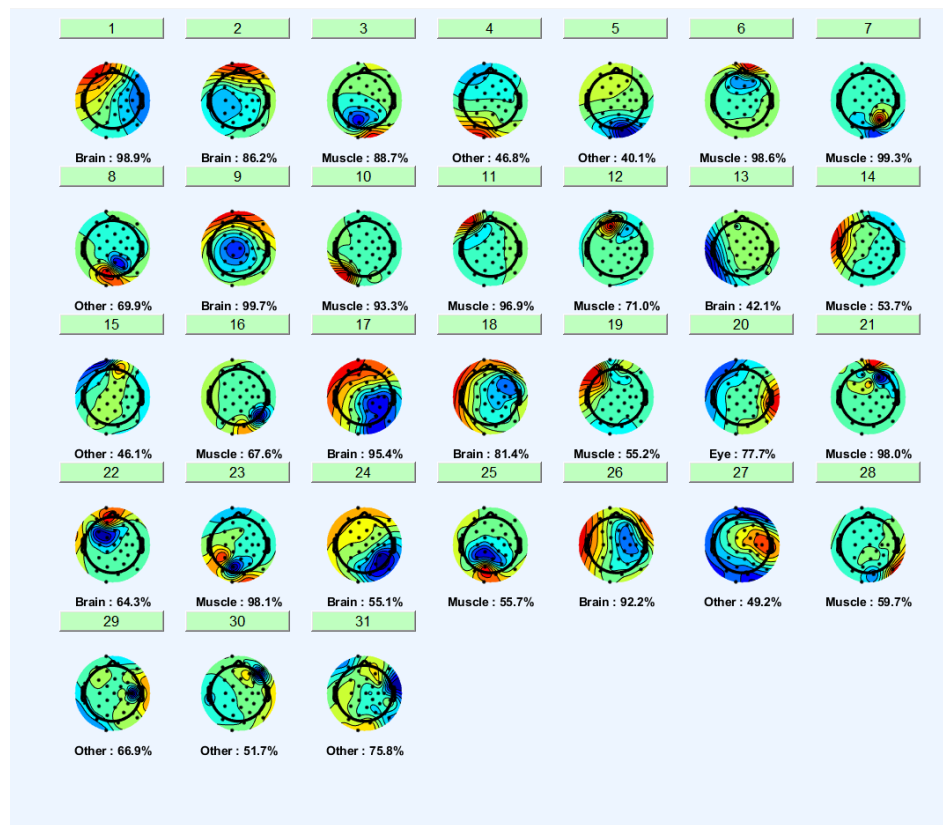 1 2 3 4 5 6 7
Brain : 98.9% Brain : 86.2% Muscle : 88.7% Other : 46.8% Other : 40.1% Muscle : 98.6% Muscle : 99.3%
8 9 10 11 12 13 14
Other : 69.9% Brain : 99.7% Muscle : 93.3% Muscle : 96.9% Muscle : 71.0% Brain : 42.1% Muscle : 53.7%
15 16 17 18 19 20 21
Other : 46.1% Muscle : 67.6% Brain : 95.4% Brain : 81.4% Muscle : 55.2% Eye : 77.7% Muscle : 98.0%
22 23 24 25 26 27 28
Brain : 64.3% Muscle : 98.1% Brain : 55.1% Muscle : 55.7% Brain : 92.2% Other : 49.2% Muscle : 59.7%
29 30 31
Other : 66.9% Other : 51.7% Other : 75.8%